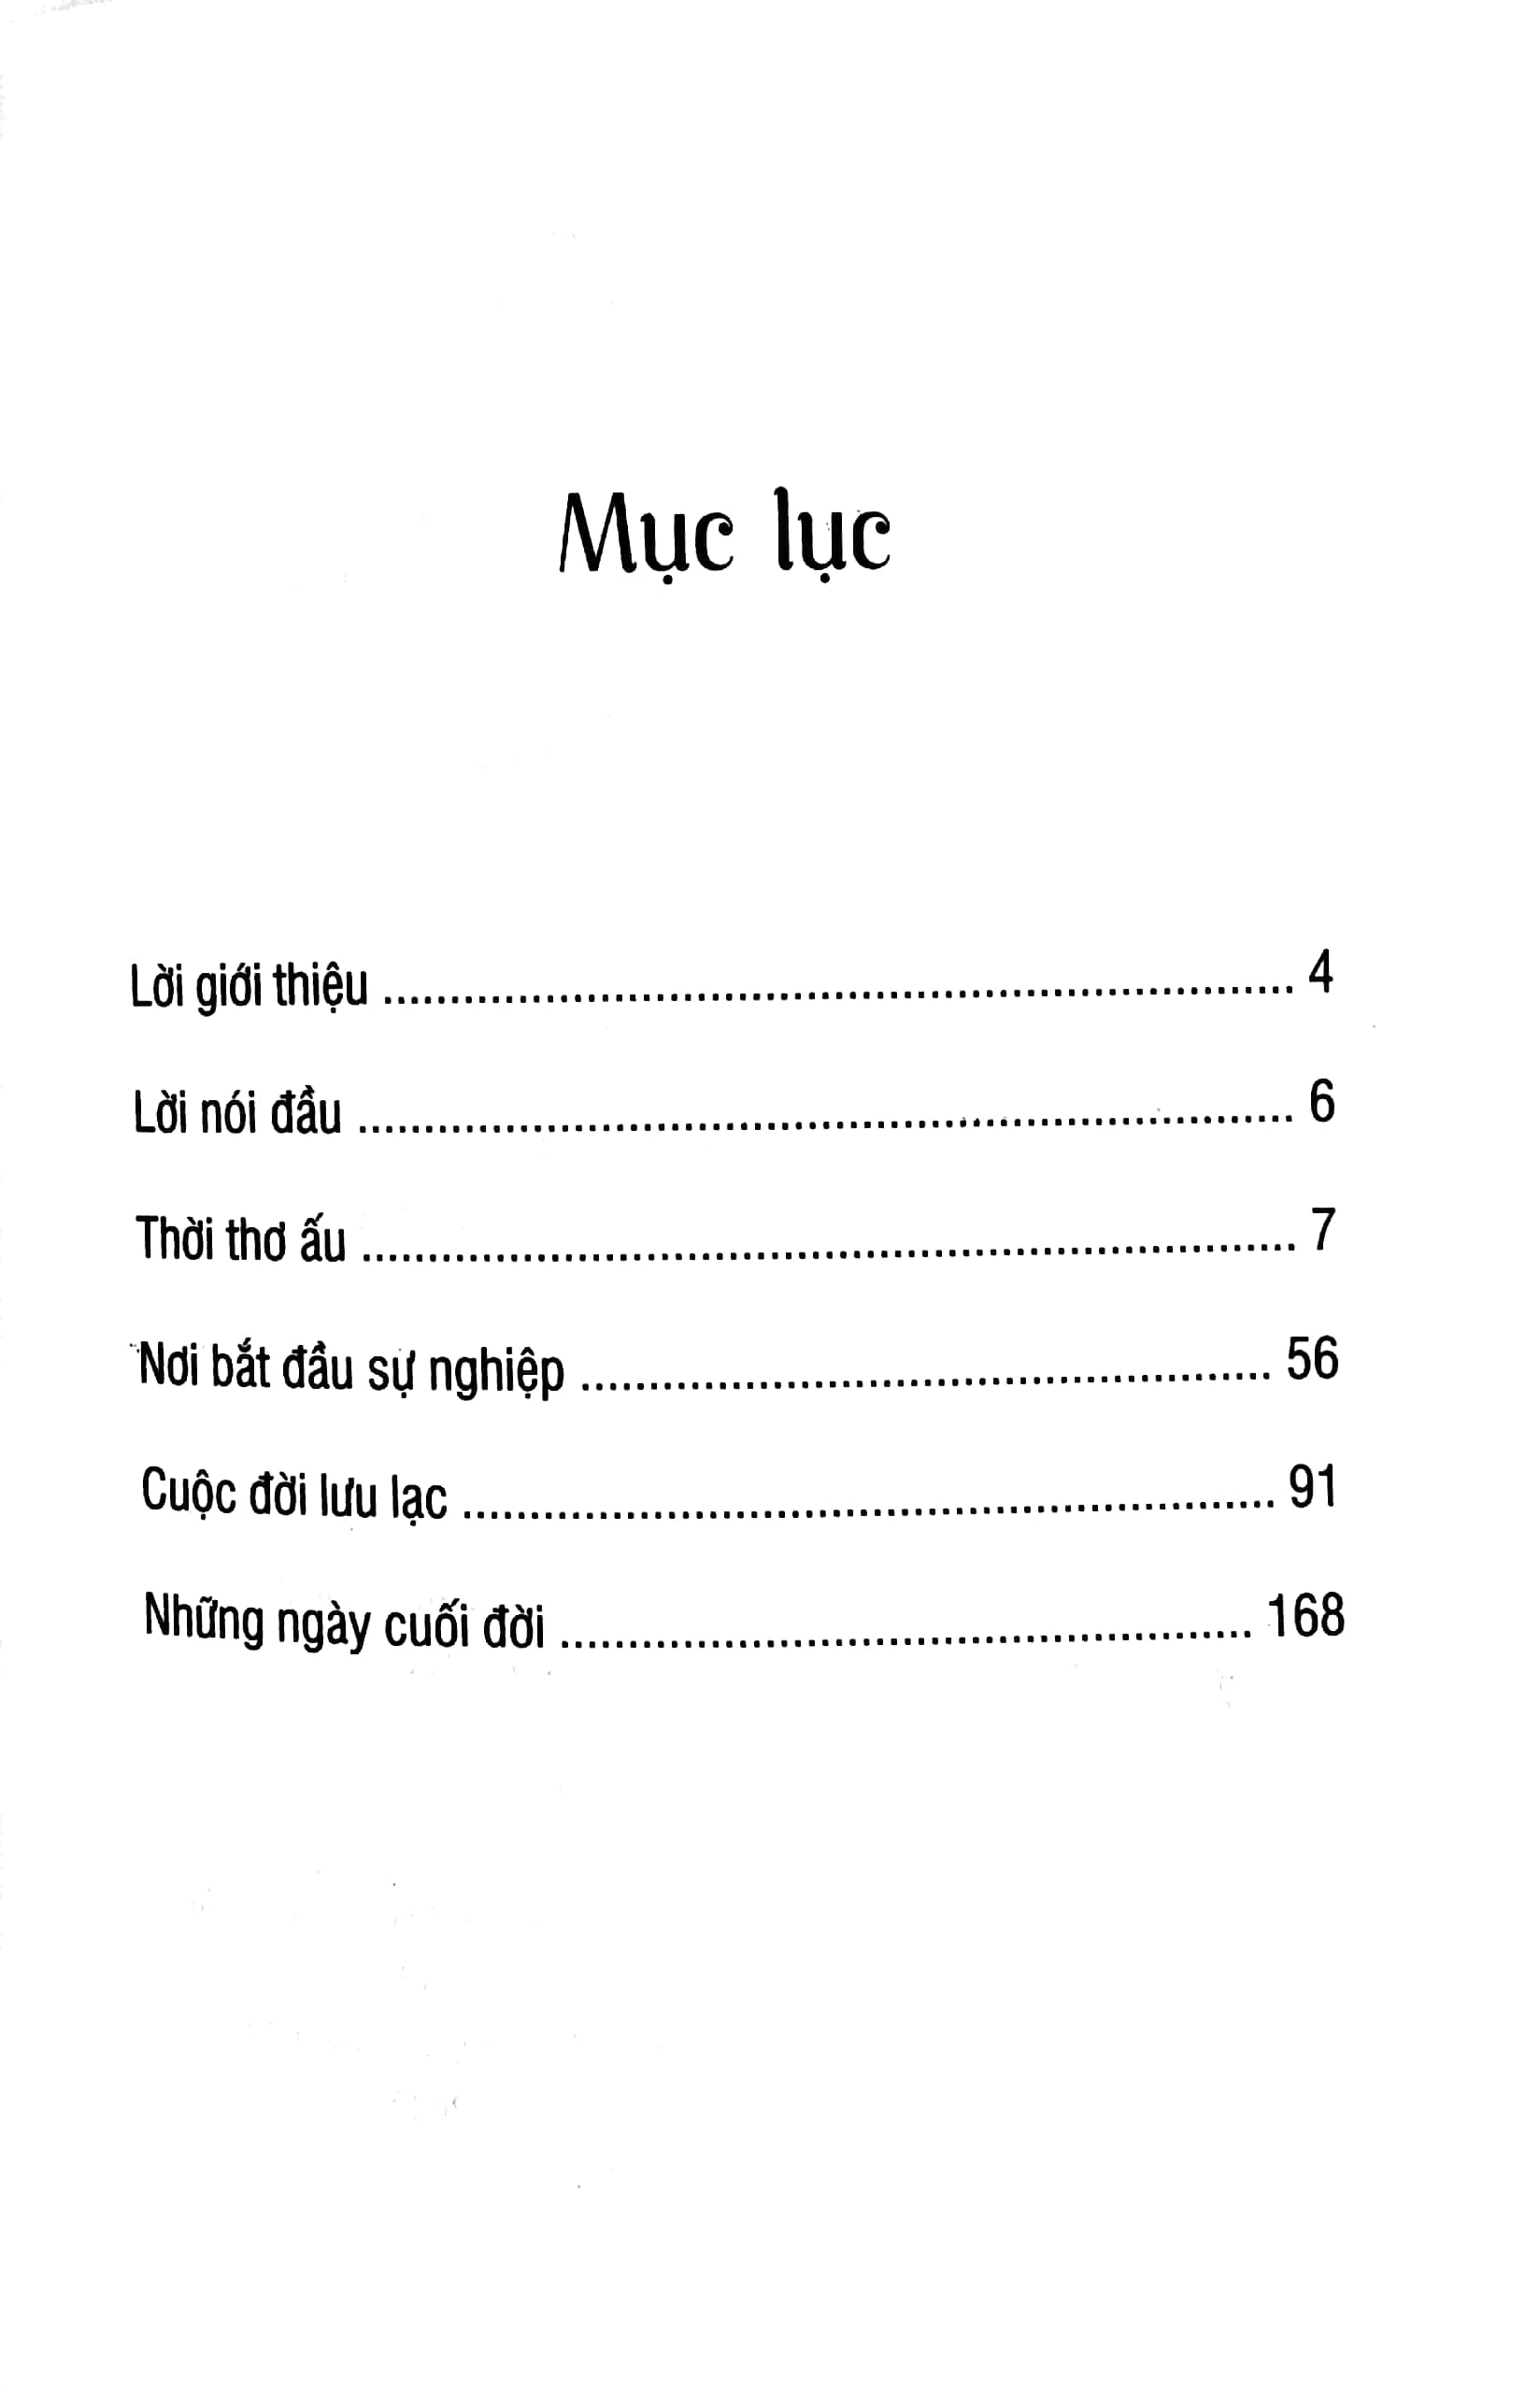 Mục lục
Lời giới thiệu ........................................................................ 4
Lời nói đầu .......................................................................... 6
Thời thơ ấu .......................................................................... 7
Nơi bắt đầu sự nghiệp ...................................................... 56
Cuộc đời lưu lạc ................................................................ 91
Những ngày cuối đời ...................................................... 168